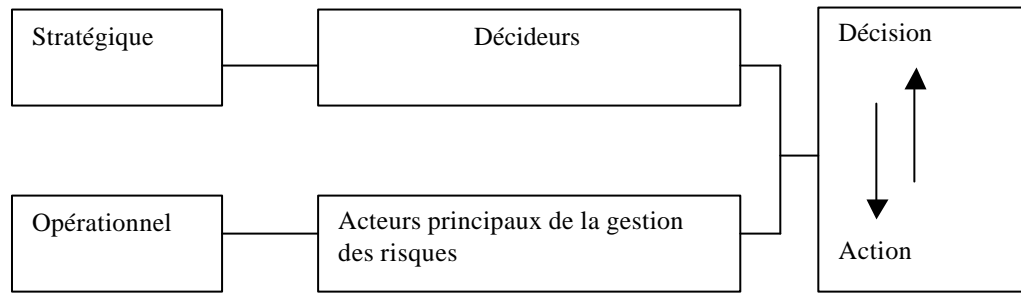 Stratégique
Décideurs
Décision
Opérationnel
Acteurs principaux de la gestion
des risques
Action